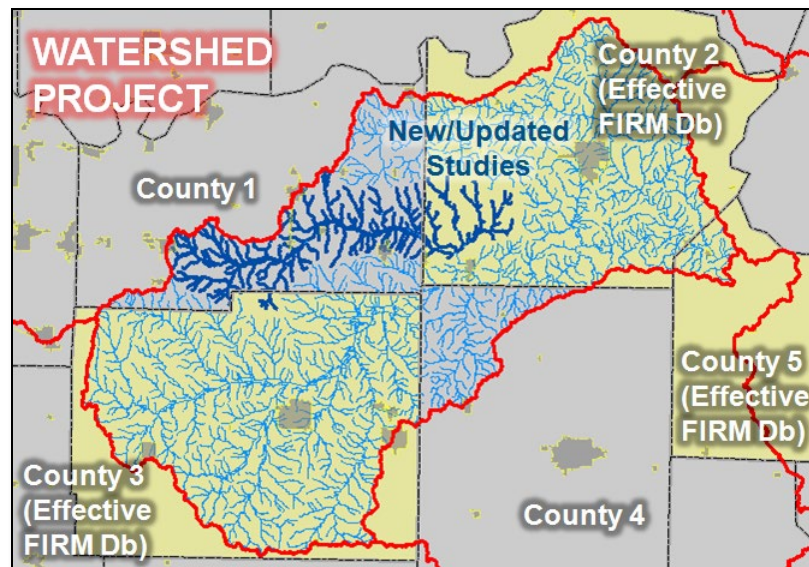 WATERSHED
PROJECT
County 2
(Effective
FIRM Db)
New/Updated
Studies
County 1
County 5
(Effective
FIRM Db)
County 3
(Effective
FIRM Db)
County 4